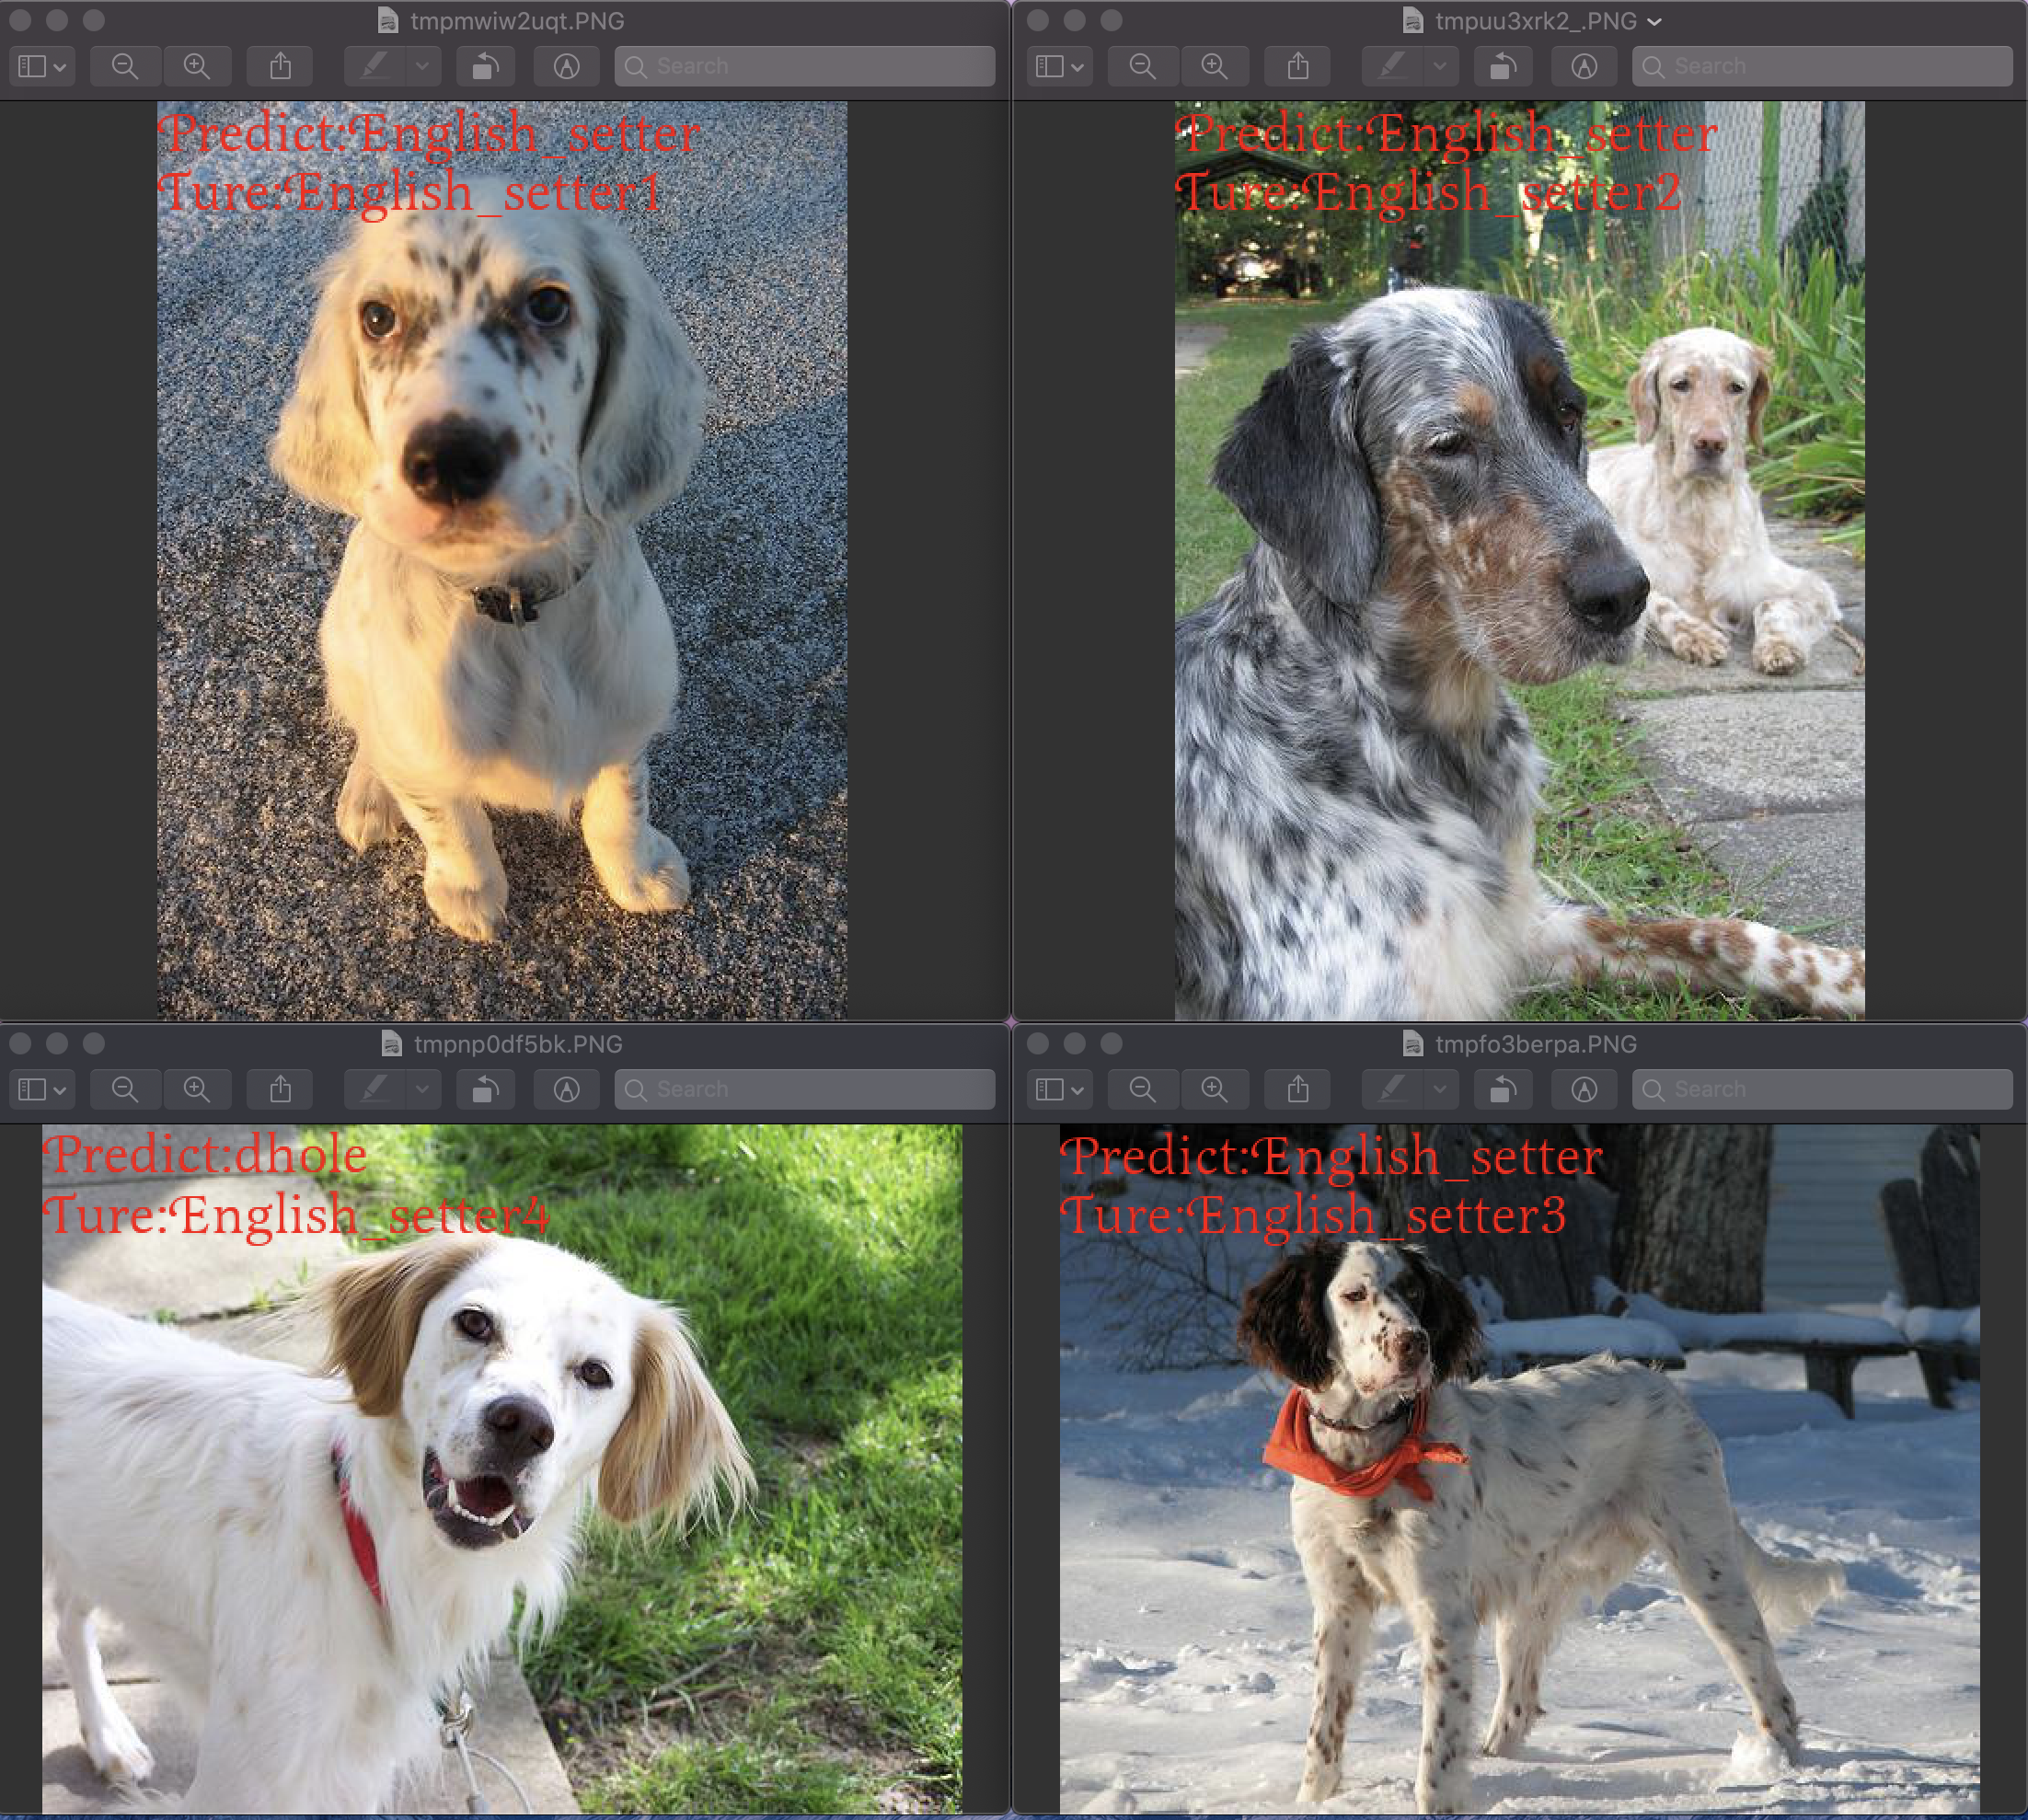 tmpmwiw2uqt.PNG
Search
Predict:English_setter
Ture:English_setter1
tmpuu3xrk2_.PNG
Search
Predict:English_setter
Ture:English_setter2
tmpnp0df5bk.PNG
Search
Predict:dhole
Ture:English_setter4
tmpfo3berpa.PNG
Search
Predict:English_setter
Ture:English_setter3